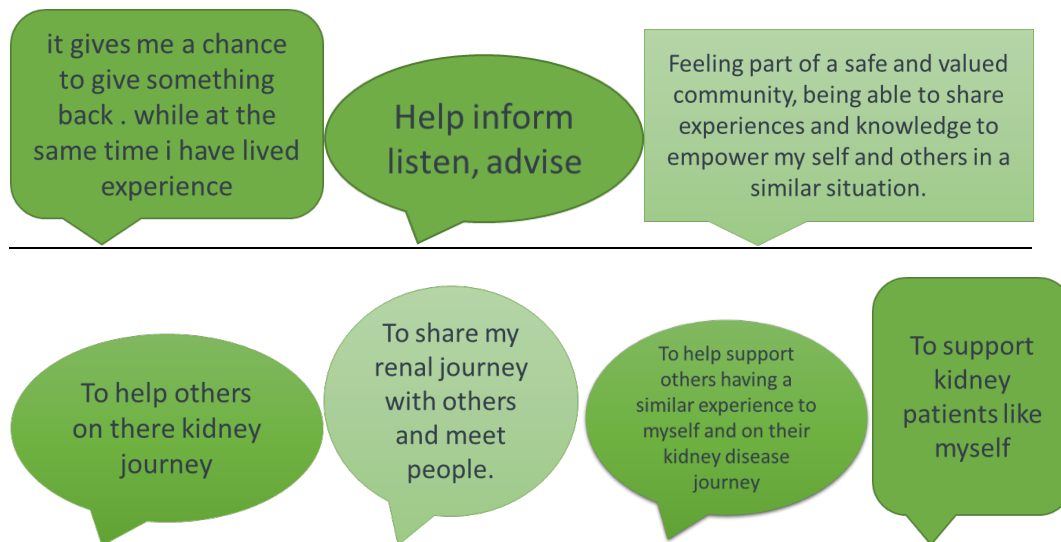 it gives me a chance
to give something
back . while at the
same time i have lived
experience
Help inform
listen, advise
Feeling part of a safe and valued
community, being able to share
experiences and knowledge to
empower my self and others in a
similar situation.
To help others
on there kidney
journey
To share my
renal journey
with others
and meet
people.
To help support
others having a
similar experience to
myself and on their
kidney disease
journey
To support
kidney
patients like
myself